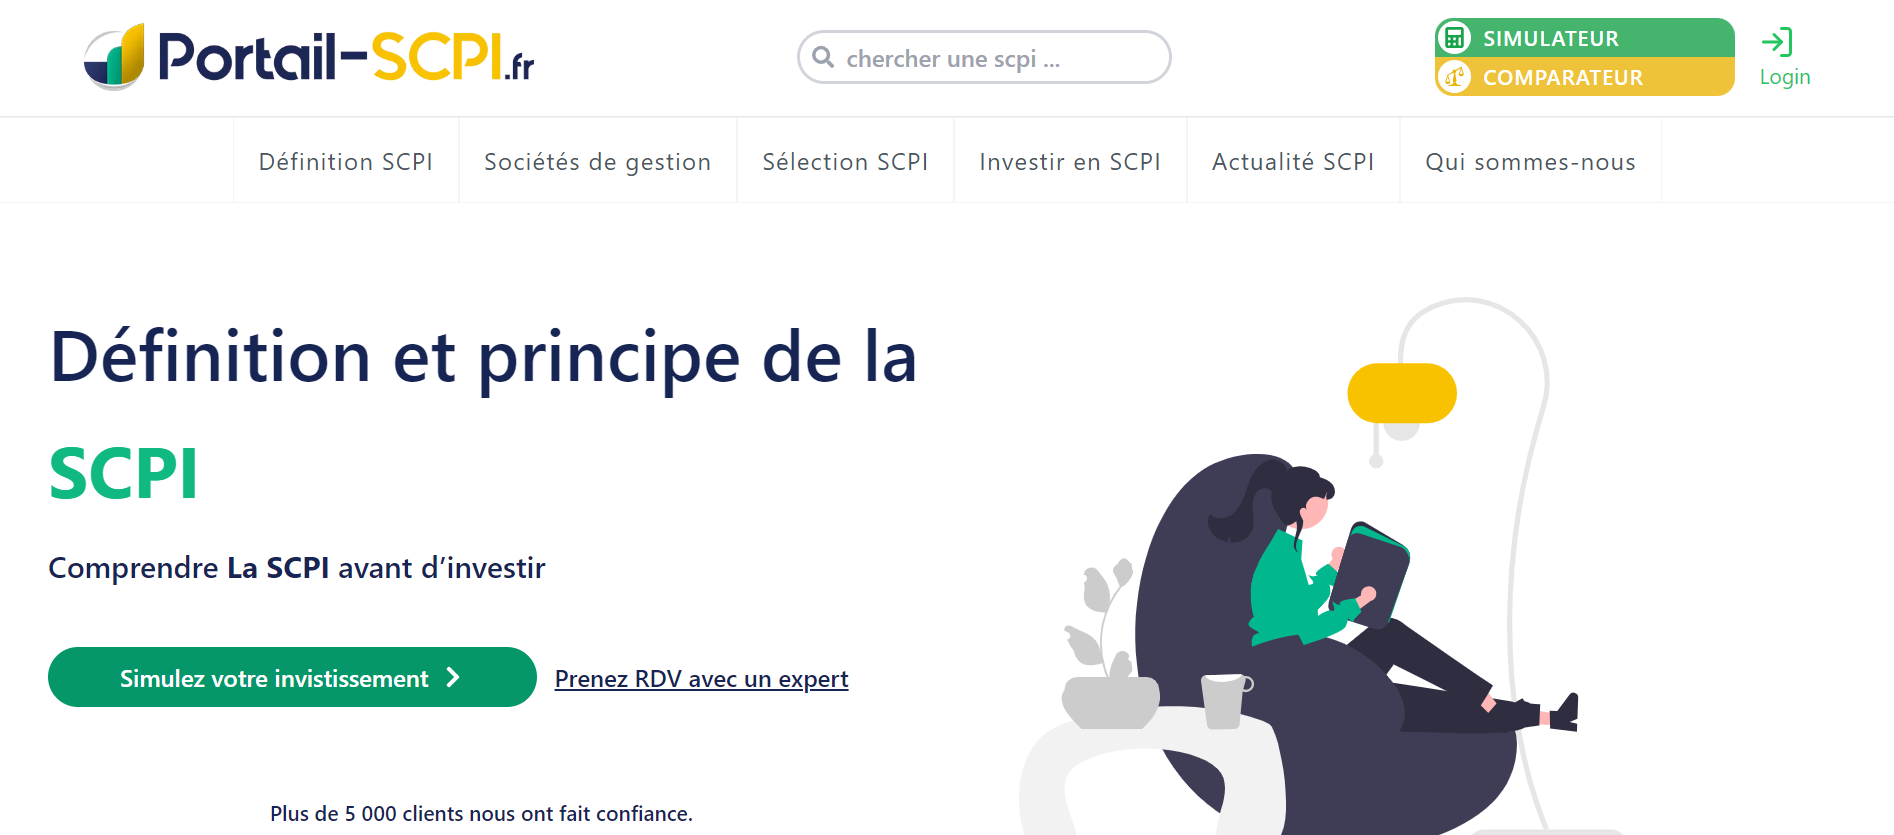 Portail-SCPI.fr
chercher une scpi ...
SIMULATEUR
COMPARATEUR
Login
Définition SCPI
Sociétés de gestion
Sélection SCPI
Investir en SCPI
Actualité SCPI
Qui sommes-nous
Définition et principe de la
SCPI
Comprendre La SCPI avant d’investir
Simulez votre invistissement
Prenez RDV avec un expert
Plus de 5 000 clients nous ont fait confiance.